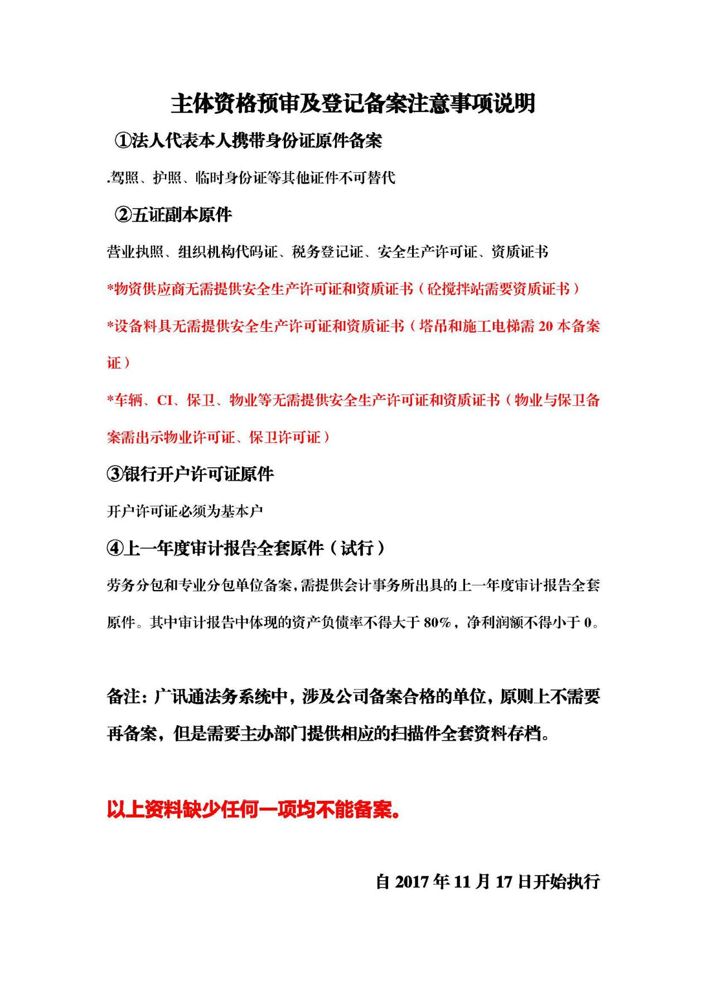 主体资格预审及登记备案注意事项说明
①法人代表本人携带身份证原件备案
.驾照、护照、临时身份证等其他证件不可替代
②五证副本原件
营业执照、组织机构代码证、税务登记证、安全生产许可证、资质证书
*物资供应商无需提供安全生产许可证和资质证书（砼搅拌站需要资质证书）
*设备料具无需提供安全生产许可证和资质证书（塔吊和施工电梯需 20 本备案
证）
*车辆、CI、保卫、物业等无需提供安全生产许可证和资质证书（物业与保卫备
案需出示物业许可证、保卫许可证）
③银行开户许可证原件
开户许可证必须为基本户
④上一年度审计报告全套原件（试行）
劳务分包和专业分包单位备案,需提供会计事务所出具的上一年度审计报告全套
原件。其中审计报告中体现的资产负债率不得大于 80%，净利润额不得小于 0。
备注：广讯通法务系统中，涉及公司备案合格的单位，原则上不需要
再备案，但是需要主办部门提供相应的扫描件全套资料存档。
以上资料缺少任何一项均不能备案。
自 2017 年 11 月 17 日开始执行